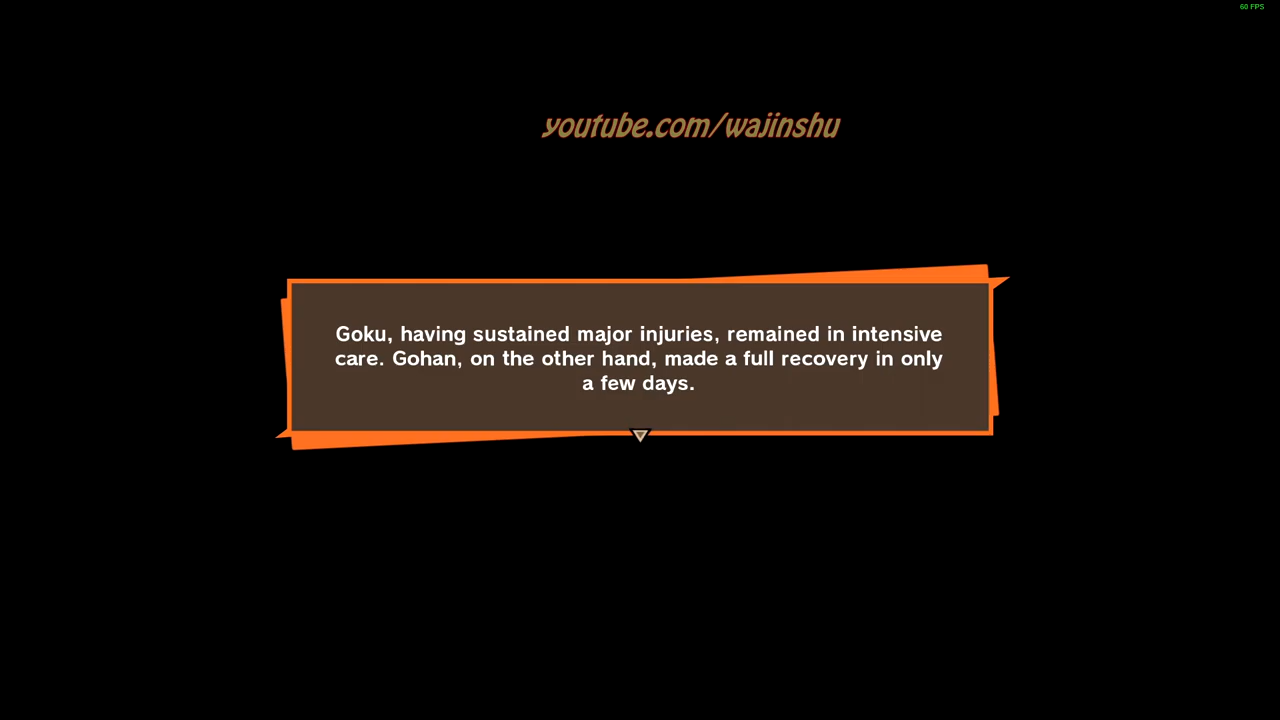 60 FPS
youtube.com/wajinshu
Goku, having sustained major injuries, remained in intensive
care. Gohan, on the other hand, made a full recovery in only
a few days.